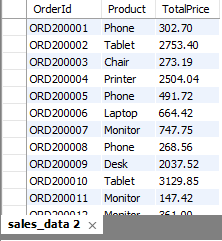 OrderId Product TotalPrice
ORD200001 Phone 302.70
ORD200002 Tablet 2753.40
ORD200003 Chair 273.19
ORD200004 Printer 2504.04
ORD200005 Phone 491.72
ORD200006 Laptop 664.42
ORD200007 Monitor 747.75
ORD200008 Phone 268.56
ORD200009 Desk 2037.52
ORD200010 Tablet 3129.85
ORD200011 Monitor 147.42
ORD200012 Monitor 361.00
sales_data 2